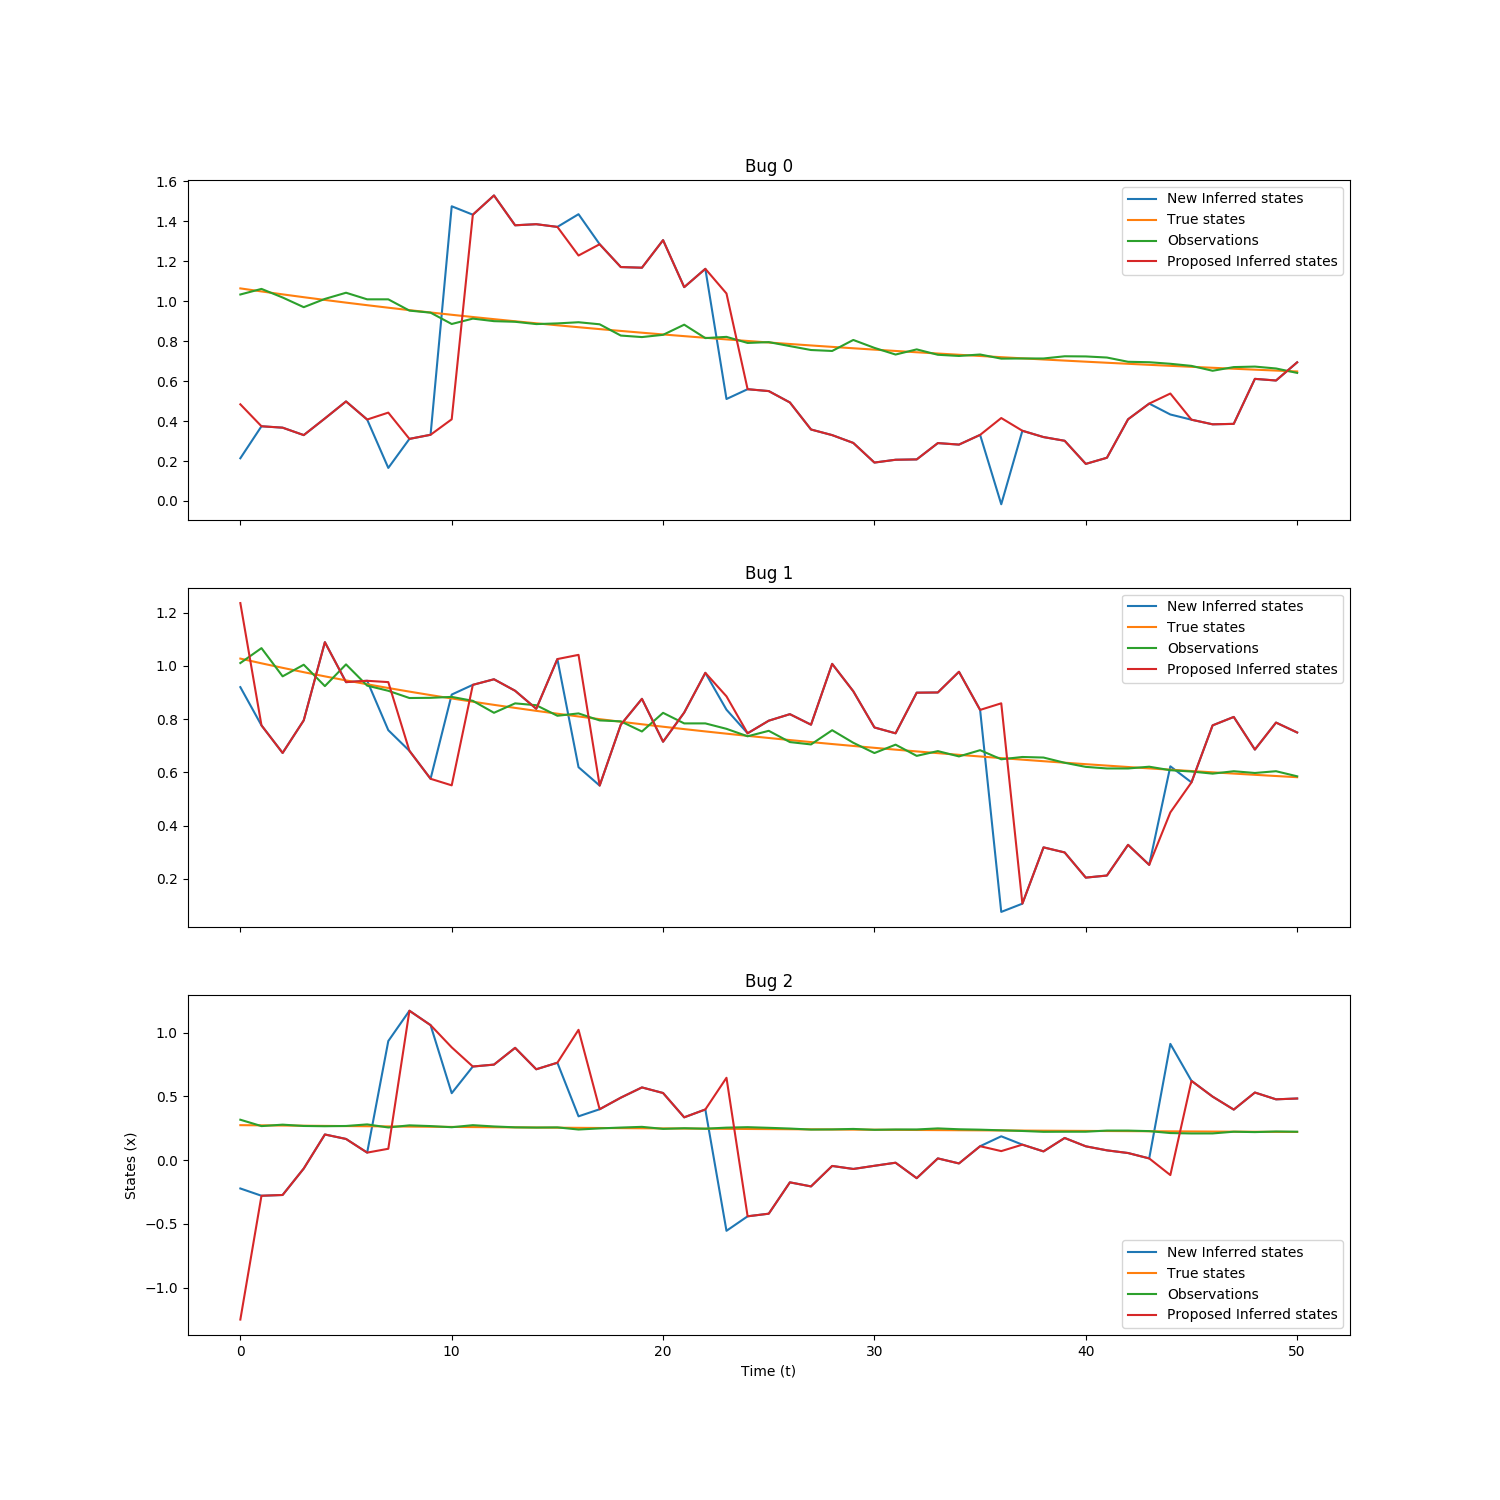 Bug 0
1.6
1.4
1.2
1.0
0.8
0.6
0.4
0.2
0.0
New Inferred states
True states
Observations
Proposed Inferred states
Bug 1
1.2
1.0
0.8
0.6
0.4
0.2
New Inferred states
True states
Observations
Proposed Inferred states
Bug 2
States (x)
1.0
0.5
0.0
−0.5
−1.0
New Inferred states
True states
Observations
Proposed Inferred states
0 10 20 30 40 50
Time (t)